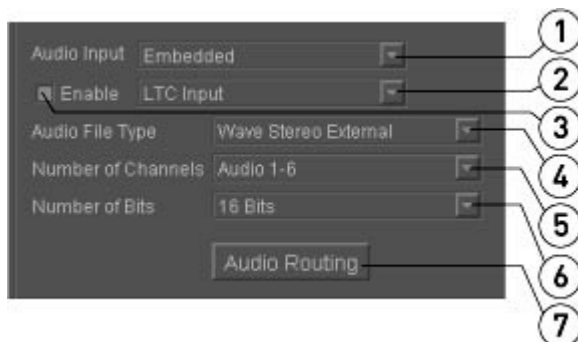 Audio Input Embedded
Enable LTC Input
Audio File Type Wave Stereo External
Number of Channels Audio 1-6
Number of Bits 16 Bits
Audio Routing
1
2
3
4
5
6
7